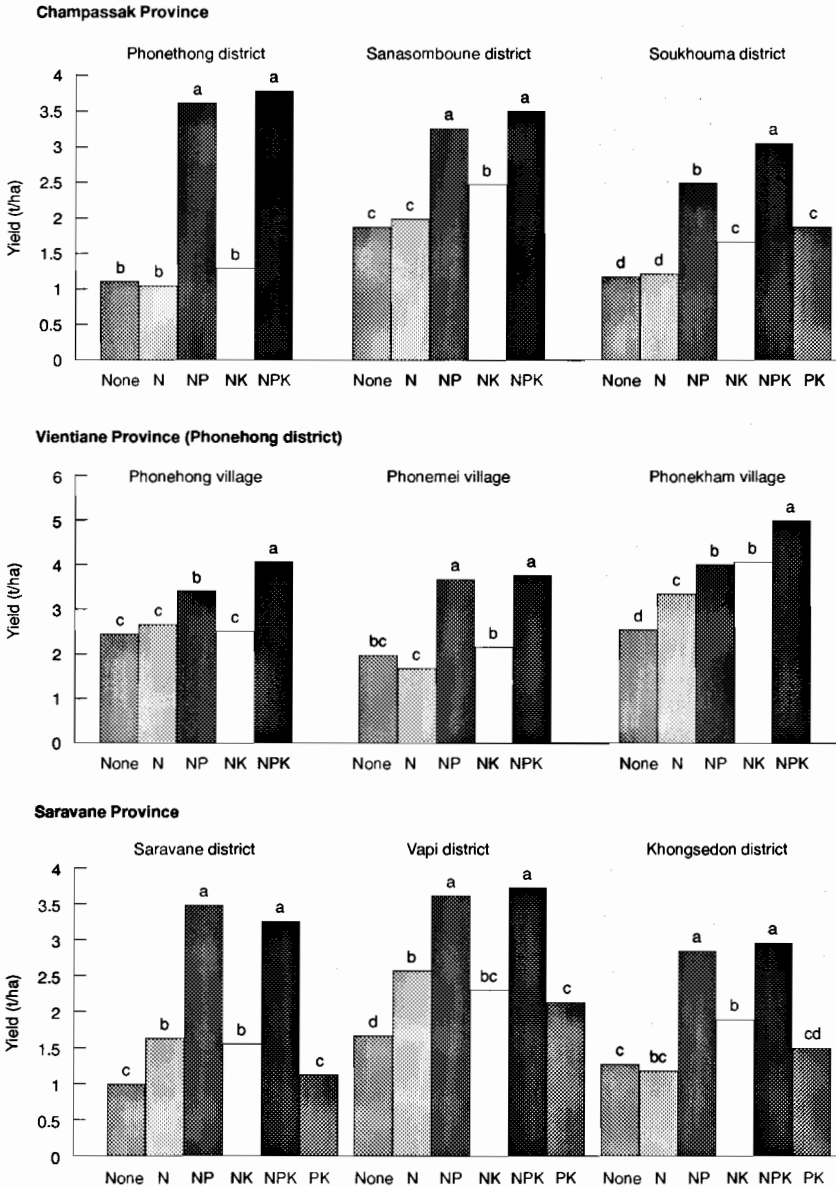 Champassak Province
Phonethong district Sanasomboune district Soukhouma district
Yield (t/ha)
4
3.5
3
2.5
2
1.5
1
0.5
0
b b a b a
c c a b a
d d b c a c
None N NP NK NPK None N NP NK NPK None N NP NK NPK PK
Vientiane Province (Phonehong district)
Phonehong village Phonemei village Phonekham village
Yield (t/ha)
6
5
4
3
2
1
0
c c b c a
bc c a b a
d c b b a
None N NP NK NPK None N NP NK NPK None N NP NK NPK
Saravane Province
Saravane district Vapi district Khongsedon district
Yield (t/ha)
4
3.5
3
2.5
2
1.5
1
0.5
0
c b a b a c
d b a bc a c
c bc a b a cd
None N NP NK NPK PK None N NP NK NPK PK None N NP NK NPK PK